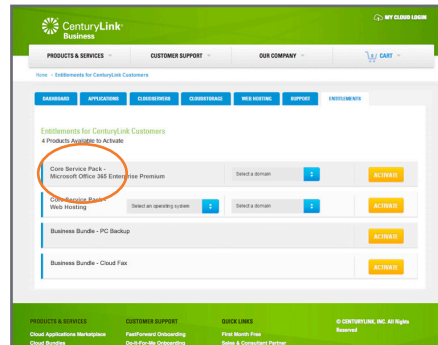 CenturyLink
Business
MY CLOUD LOGIN
PRODUCTS & SERVICES
CUSTOMER SUPPORT
OUR COMPANY
CART
Home > Entitlements for CenturyLink Customers
DASHBOARD
APPLICATIONS
CLOUDSERVERS
CLOUDSTORAGE
WEB HOSTING
SUPPORT
ENTITLEMENTS
Entitlements for CenturyLink Customers
4 Products Available to Activate
Core Service Pack -
Microsoft Office 365 Enterprise Premium
Select a domain
ACTIVATE
Core Service Pack -
Web Hosting
Select an operating system
Select a domain
ACTIVATE
Business Bundle - PC Backup
ACTIVATE
Business Bundle - Cloud Fax
ACTIVATE
PRODUCTS & SERVICES
Cloud Applications Marketplace
Cloud Bundles
CUSTOMER SUPPORT
FastForward Onboarding
Do-It-For-Me Onboarding
QUICK LINKS
First Month Free
Sales & Consultant Partner
© CENTURYLINK, INC. All Rights
Reserved